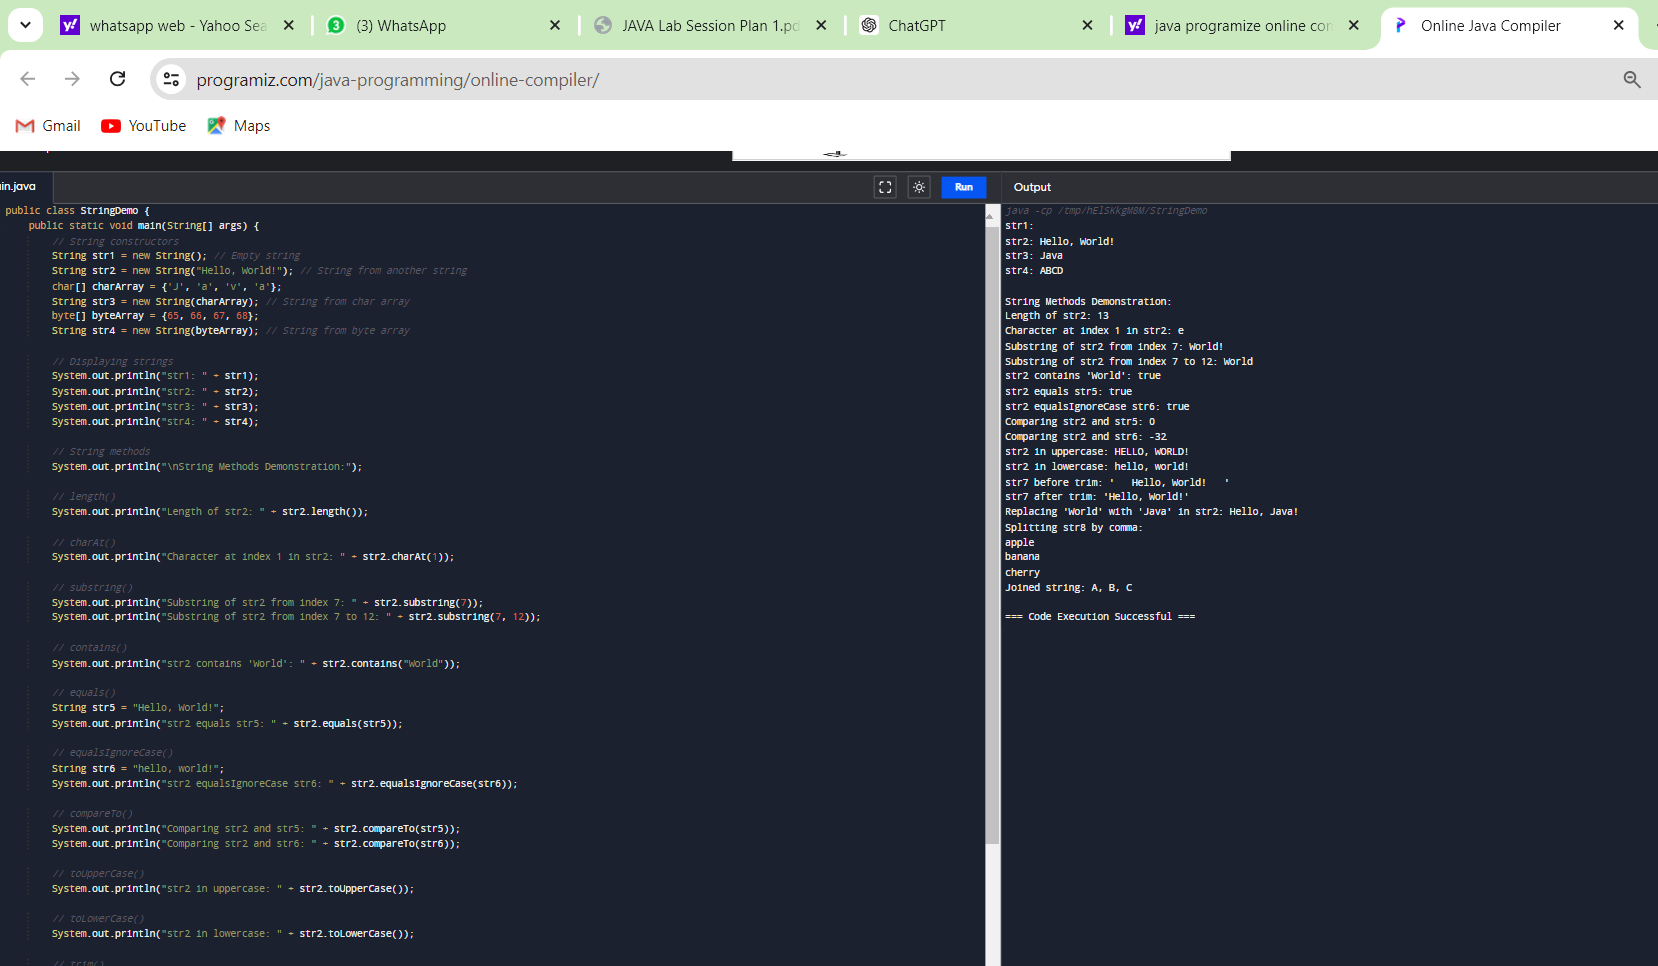 whatsapp web - Yahoo Sea
3
(3) WhatsApp
JAVA Lab Session Plan 1.pd
ChatGPT
java programize online con
Online Java Compiler
programiz.com/java-programming/online-compiler/
Gmail
YouTube
Maps
in.java
Run
Output
public class StringDemo {
public static void main(String[] args) {
// String constructors
String str1 = new String(); // Empty string
String str2 = new String("Hello, World!"); // String from another string
char[] charArray = {'J', 'a', 'v', 'a'};
String str3 = new String(charArray); // String from char array
byte[] byteArray = {65, 66, 67, 68};
String str4 = new String(byteArray); // String from byte array
// Displaying strings
System.out.println("str1: " + str1);
System.out.println("str2: " + str2);
System.out.println("str3: " + str3);
System.out.println("str4: " + str4);
// String methods
System.out.println("\nString Methods Demonstration:");
// length()
System.out.println("Length of str2: " + str2.length());
// charAt()
System.out.println("Character at index 1 in str2: " + str2.charAt(1));
// substring()
System.out.println("Substring of str2 from index 7: " + str2.substring(7));
System.out.println("Substring of str2 from index 7 to 12: " + str2.substring(7, 12));
// contains()
System.out.println("str2 contains 'World': " + str2.contains("World"));
// equals()
String str5 = "Hello, World!";
System.out.println("str2 equals str5: " + str2.equals(str5));
// equalsIgnoreCase()
String str6 = "hello, world!";
System.out.println("str2 equalsIgnoreCase str6: " + str2.equalsIgnoreCase(str6));
// compareTo()
System.out.println("Comparing str2 and str5: " + str2.compareTo(str5));
System.out.println("Comparing str2 and str6: " + str2.compareTo(str6));
// toUpperCase()
System.out.println("str2 in uppercase: " + str2.toUpperCase());
// toLowerCase()
System.out.println("str2 in lowercase: " + str2.toLowerCase());
// trim()
java -cp /tmp/hElSKkgM8M/StringDemo
str1:
str2: Hello, World!
str3: Java
str4: ABCD
String Methods Demonstration:
Length of str2: 13
Character at index 1 in str2: e
Substring of str2 from index 7: World!
Substring of str2 from index 7 to 12: World
str2 contains 'World': true
str2 equals str5: true
str2 equalsIgnoreCase str6: true
Comparing str2 and str5: 0
Comparing str2 and str6: -32
str2 in uppercase: HELLO, WORLD!
str2 in lowercase: hello, world!
str7 before trim: '   Hello, World!   '
str7 after trim: 'Hello, World!'
Replacing 'World' with 'Java' in str2: Hello, Java!
Splitting str8 by comma:
apple
banana
cherry
Joined string: A, B, C
=== Code Execution Successful ===